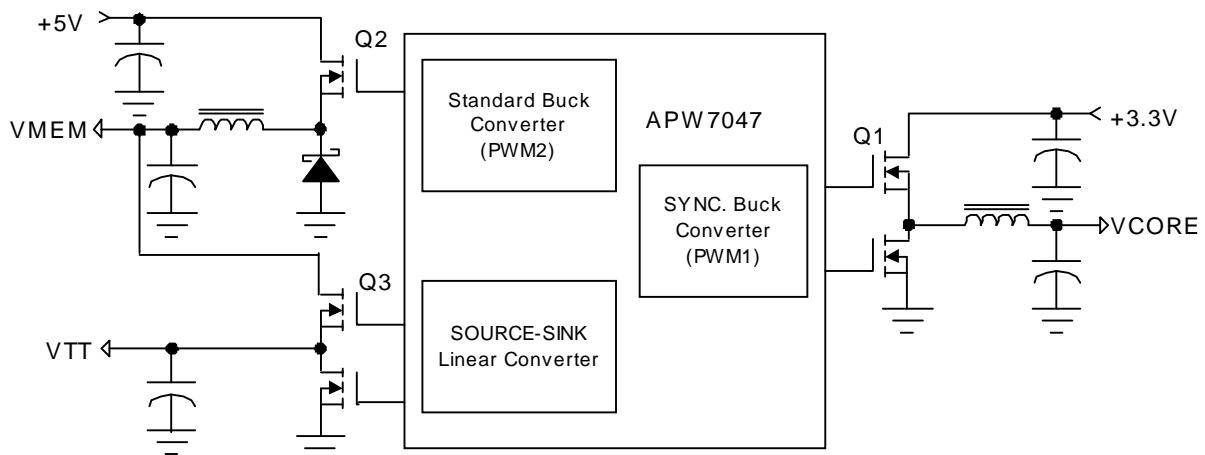 +5V
Q2
VMEM
Standard Buck
Converter
(PWM2)
APW7047
Q1
+3.3V
SYNC. Buck
Converter
(PWM1)
VCORE
Q3
SOURCE-SINK
Linear Converter
VTT